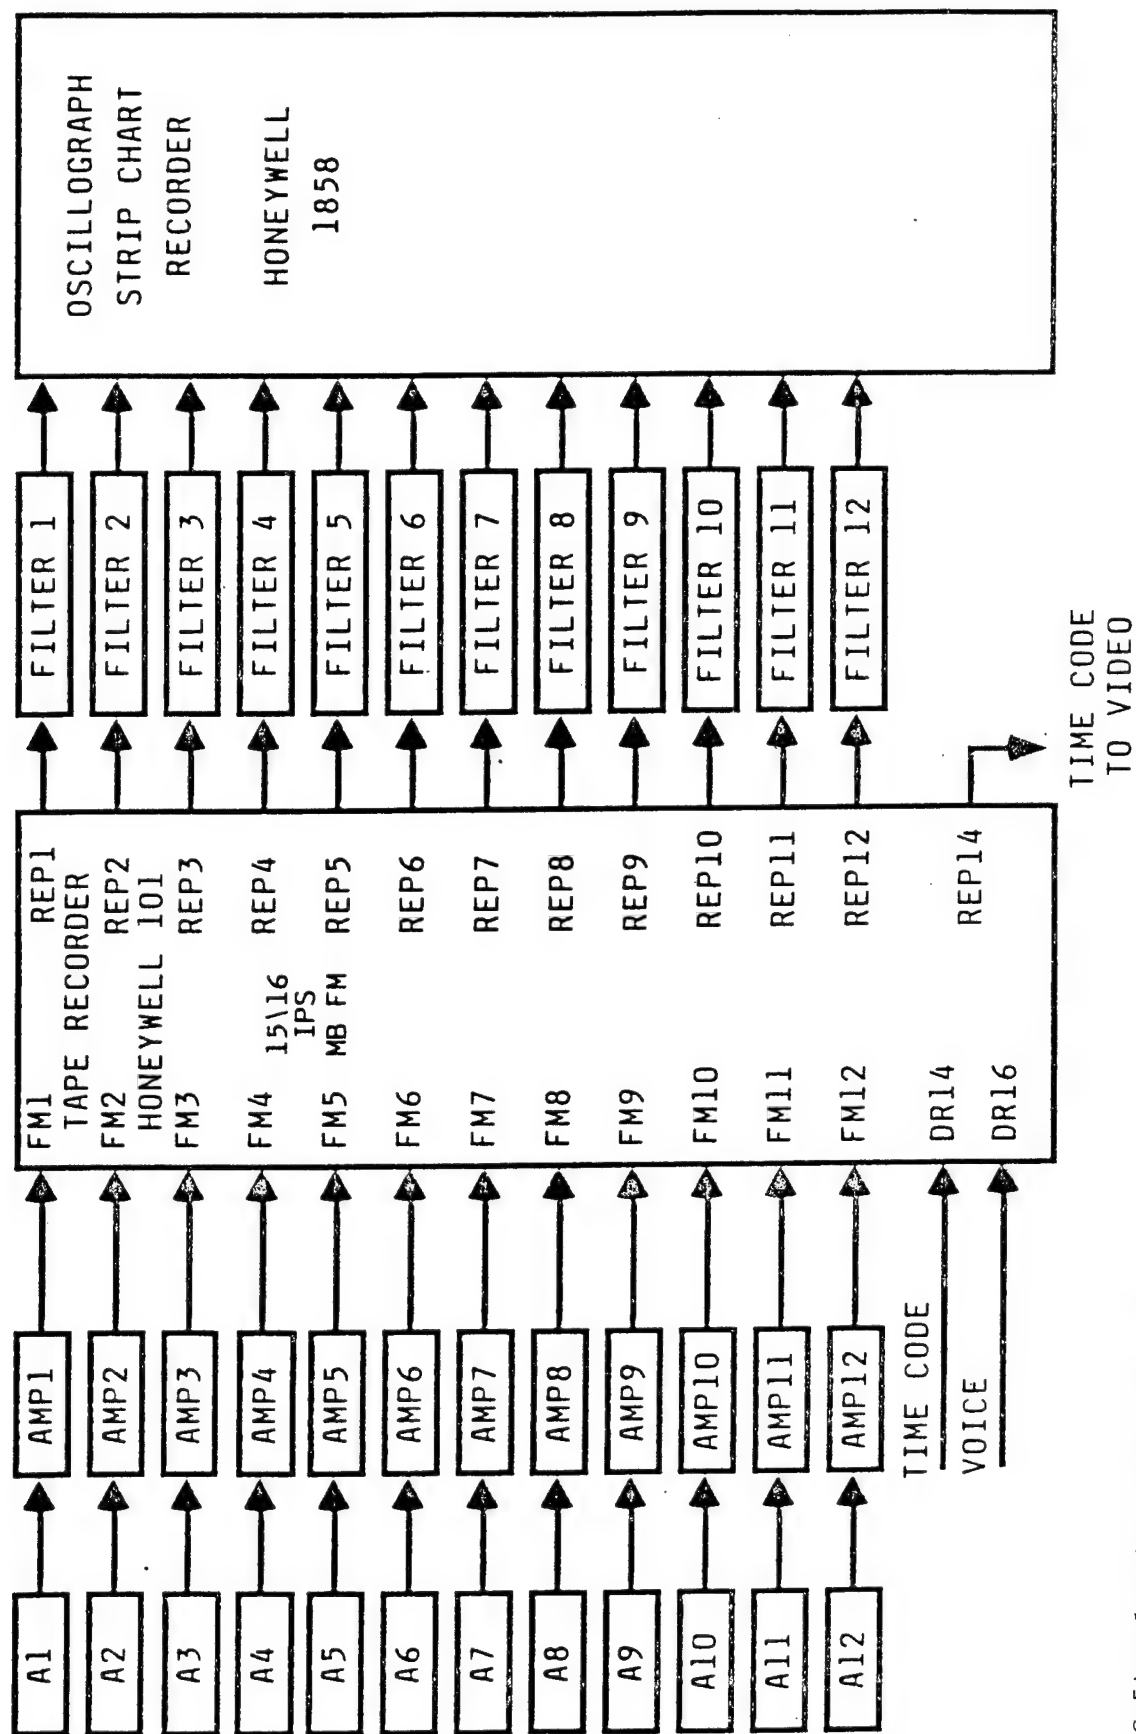 A1
A2
A3
A4
A5
A6
A7
A8
A9
A10
A11
A12
AMP1
AMP2
AMP3
AMP4
AMP5
AMP6
AMP7
AMP8
AMP9
AMP10
AMP11
AMP12
TIME CODE
VOICE
FM1
FM2
FM3
FM4
FM5
FM6
FM7
FM8
FM9
FM10
FM11
FM12
DR14
DR16
TAPE RECORDER
HONEYWELL 101
15\16
IPS
MB FM
REP1
REP2
REP3
REP4
REP5
REP6
REP7
REP8
REP9
REP10
REP11
REP12
REP14
TIME CODE
TO VIDEO
FILTER 1
FILTER 2
FILTER 3
FILTER 4
FILTER 5
FILTER 6
FILTER 7
FILTER 8
FILTER 9
FILTER 10
FILTER 11
FILTER 12
OSCILLOGRAPH
STRIP CHART
RECORDER
HONEYWELL
1858